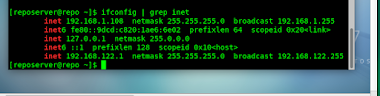 [reposerver@repo ~]$ ifconfig | grep inet
inet 192.168.1.100 netmask 255.255.255.0 broadcast 192.168.1.255
inet6 fe80::9dcd:c820:1ae6:6e02 prefixlen 64 scopeid 0x20<link>
inet 127.0.0.1 netmask 255.0.0.0
inet6 ::1 prefixlen 128 scopeid 0x10<host>
inet 192.168.122.1 netmask 255.255.255.0 broadcast 192.168.122.255
[reposerver@repo ~]$